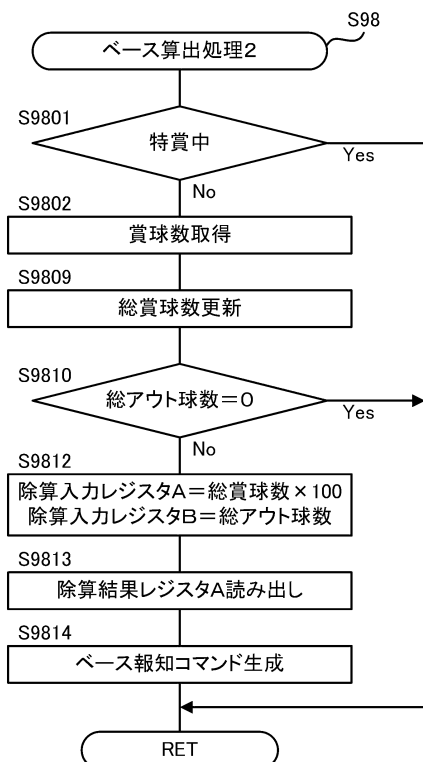 S98
ベース算出処理2
S9801
特賞中
Yes
No
S9802
賞球数取得
S9809
総賞球数更新
S9810
総アウト球数=0
Yes
No
S9812
除算入力レジスタA=総賞球数×100
除算入力レジスタB=総アウト球数
S9813
除算結果レジスタA読み出し
S9814
ベース報知コマンド生成
RET